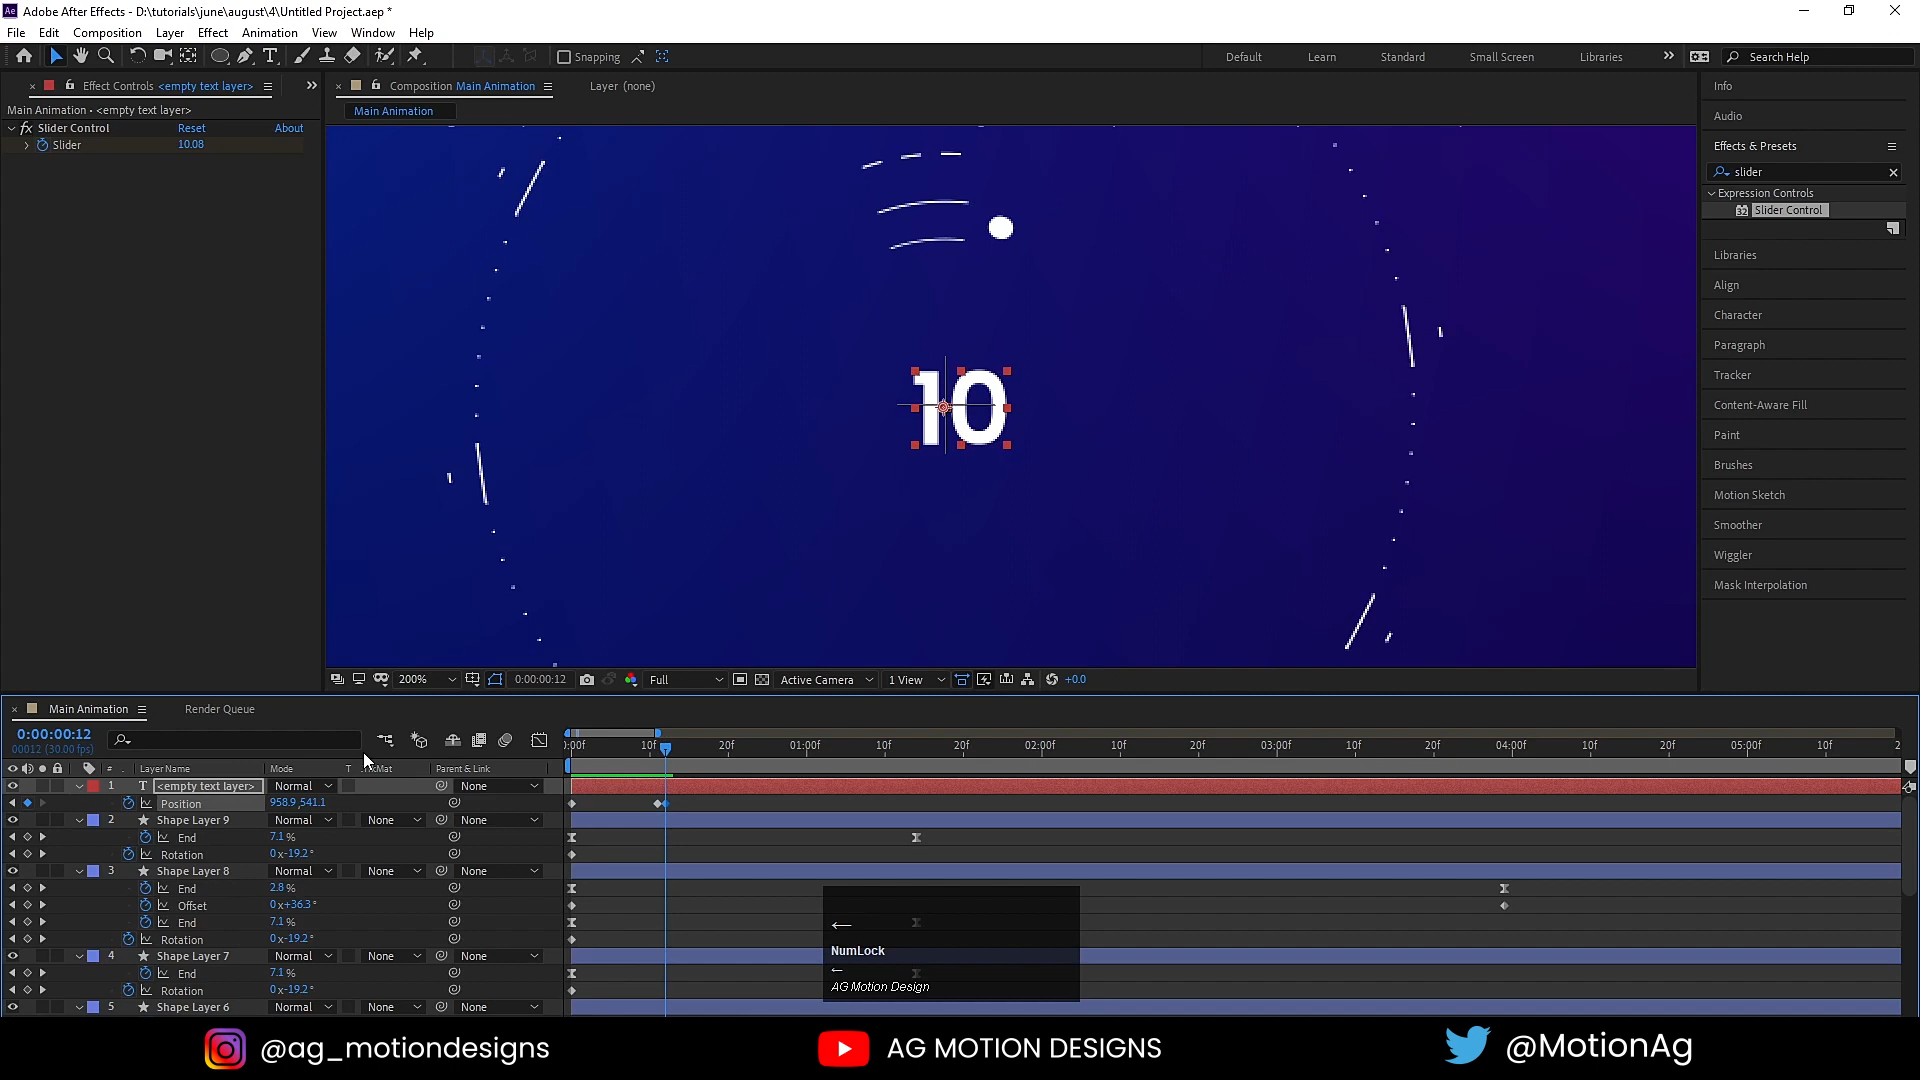 Adobe After Effects - D:\tutorials\june\august\4\Untitled Project.aep *
File Edit Composition Layer Effect Animation View Window Help
Snapping Default Learn Standard Small Screen Libraries Search Help
Effect Controls <empty text layer>
Composition Main Animation
Layer (none)
Main Animation • <empty text layer>
Main Animation
fx Slider Control Reset About
Slider 10.08
10
Info
Audio
Effects & Presets
slider
Expression Controls
Slider Control
Libraries
Align
Character
Paragraph
Tracker
Content-Aware Fill
Paint
Brushes
Motion Sketch
Smoother
Wiggler
Mask Interpolation
200% 0:00:00:12 Full Active Camera 1 View +0.0
Main Animation Render Queue
0:00:00:12
00012 (30.00 fps)
:00f 10f 20f 01:00f 10f 20f 02:00f 10f 20f 03:00f 10f 20f 04:00f 10f 20f 05:00f 10f 2
# Layer Name Mode T TrkMat Parent & Link
1 T <empty text layer> Normal None
Position 958.9,541.1
2 Shape Layer 9 Normal None None
End 7.1%
Rotation 0x-19.2°
3 Shape Layer 8 Normal None None
End 2.8%
Offset 0x+36.3°
End 7.1%
Rotation 0x-19.2°
4 Shape Layer 7 Normal None None
End 7.1%
Rotation 0x-19.2°
5 Shape Layer 6 Normal None None
←
NumLock
←
AG Motion Design
@ag_motiondesigns AG MOTION DESIGNS @MotionAg